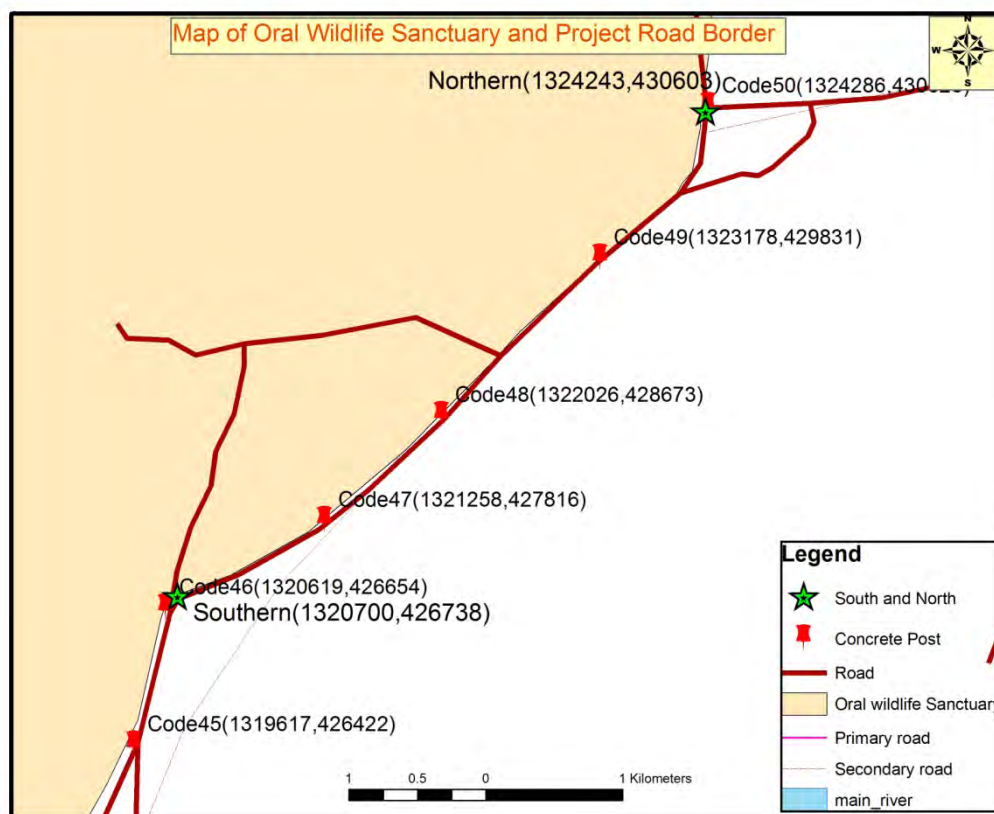 Map of Oral Wildlife Sanctuary and Project Road Border
N
W
E
S
Northern(1324243,430603)
Code50(1324286,
Code49(1323178,429831)
Code48(1322026,428673)
Code47(1321258,427816)
Code46(1320619,426654)
Southern(1320700,426738)
Code45(1319617,426422)
1 0.5 0 1 Kilometers
Legend
South and North
Concrete Post
Road
Oral wildlife Sanctuary
Primary road
Secondary road
main_river